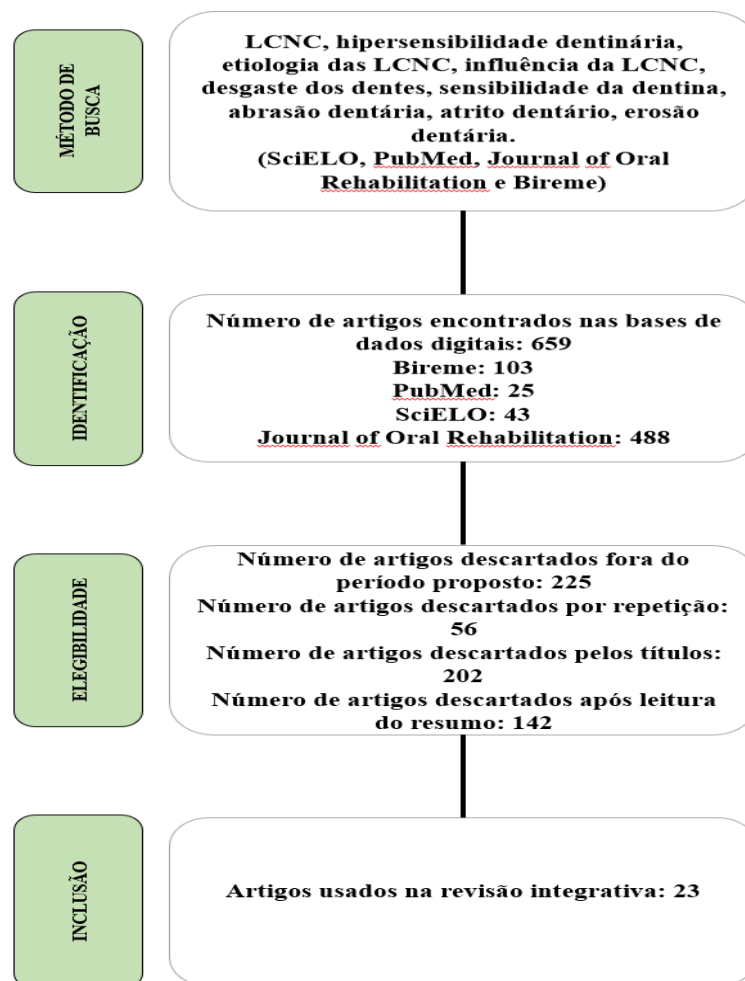 MÉTODO DE
BUSCA
LCNC, hipersensibilidade dentinária,
etiologia das LCNC, influência da LCNC,
desgaste dos dentes, sensibilidade da dentina,
abrasão dentária, atrito dentário, erosão
dentária.
(SciELO, PubMed, Journal of Oral
Rehabilitation e Bireme)
IDENTIFICAÇÃO
Número de artigos encontrados nas bases de
dados digitais: 659
Bireme: 103
PubMed: 25
SciELO: 43
Journal of Oral Rehabilitation: 488
ELEGIBILIDADE
Número de artigos descartados fora do
período proposto: 225
Número de artigos descartados por repetição:
56
Número de artigos descartados pelos títulos:
202
Número de artigos descartados após leitura
do resumo: 142
INCLUSÃO
Artigos usados na revisão integrativa: 23